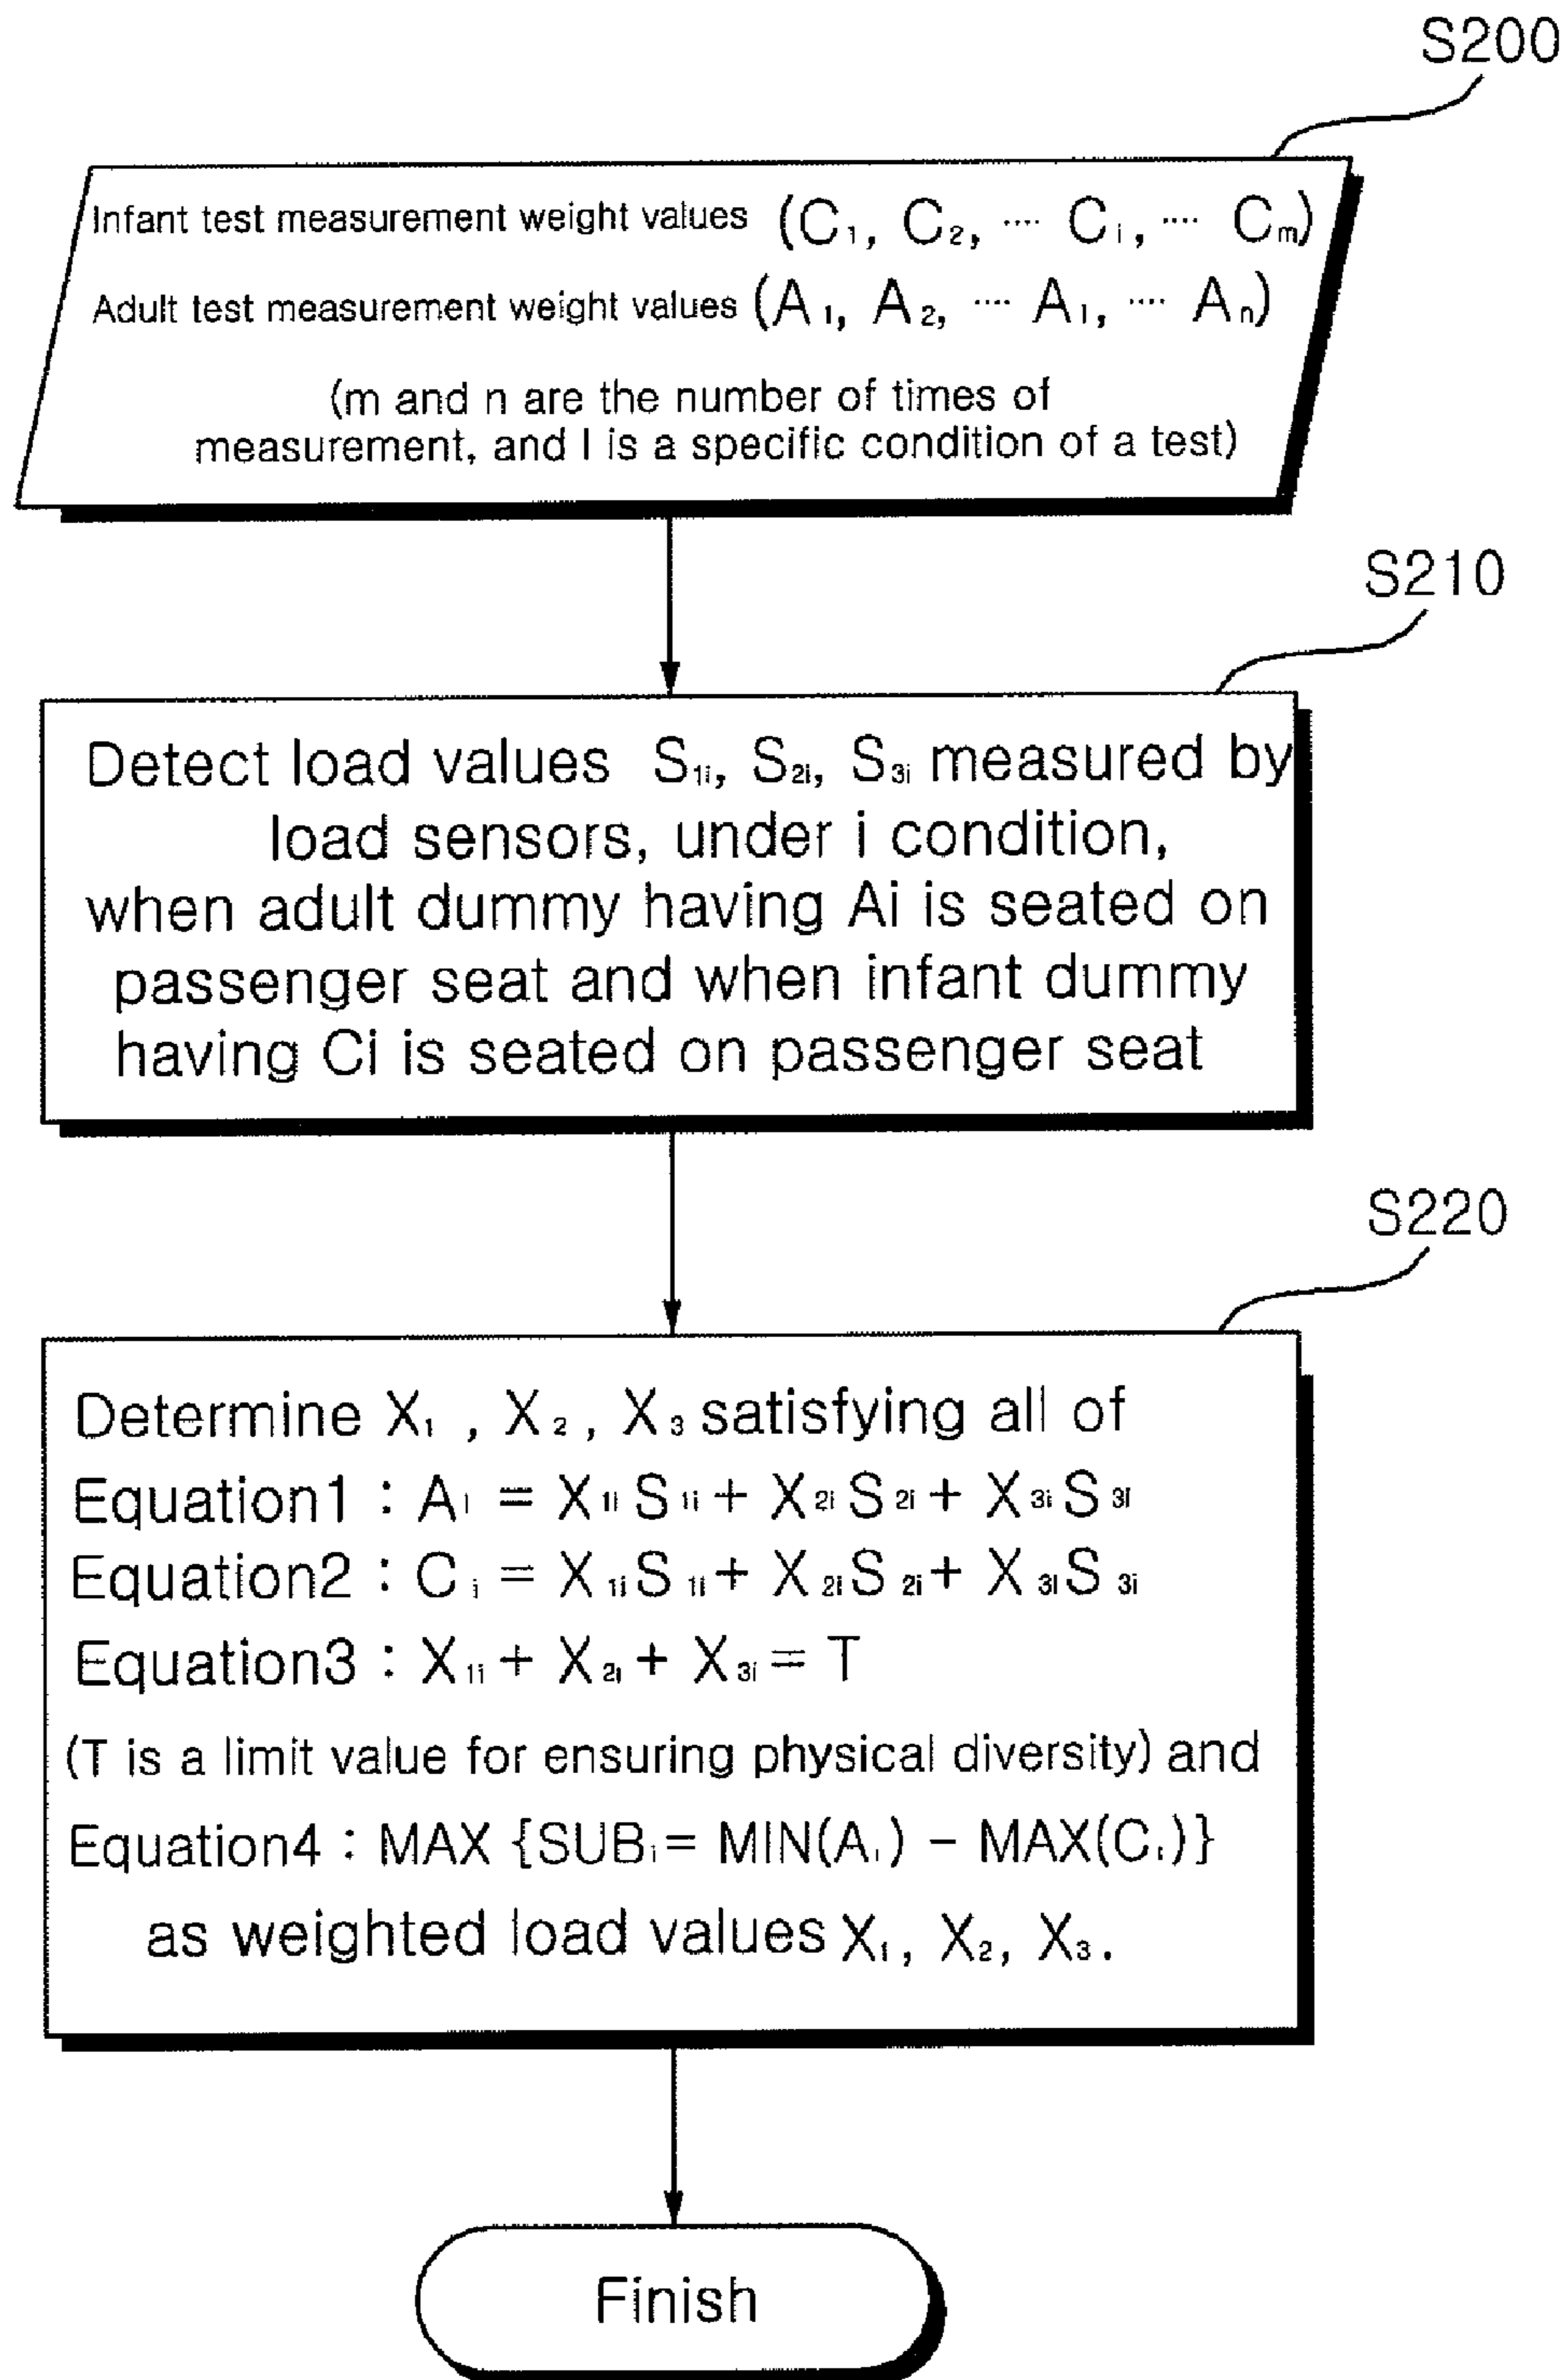 S200
Infant test measurement weight values (C₁, C₂, ···· Cᵢ, ···· Cₘ)
Adult test measurement weight values (A₁, A₂, ···· Aₗ, ···· Aₙ)
(m and n are the number of times of
measurement, and I is a specific condition of a test)
S210
Detect load values S₁ᵢ, S₂ᵢ, S₃ᵢ measured by
load sensors, under i condition,
when adult dummy having Ai is seated on
passenger seat and when infant dummy
having Ci is seated on passenger seat
S220
Determine X₁ , X₂ , X₃ satisfying all of
Equation1 : Aᵢ = X₁ᵢ S₁ᵢ + X₂ᵢ S₂ᵢ + X₃ᵢ S₃ᵢ
Equation2 : Cᵢ = X₁ᵢ S₁ᵢ + X₂ᵢ S₂ᵢ + X₃ᵢ S₃ᵢ
Equation3 : X₁ᵢ + X₂ᵢ + X₃ᵢ = T
(T is a limit value for ensuring physical diversity) and
Equation4 : MAX {SUBᵢ = MIN(Aᵢ) - MAX(Cᵢ)}
as weighted load values X₁, X₂, X₃.
Finish